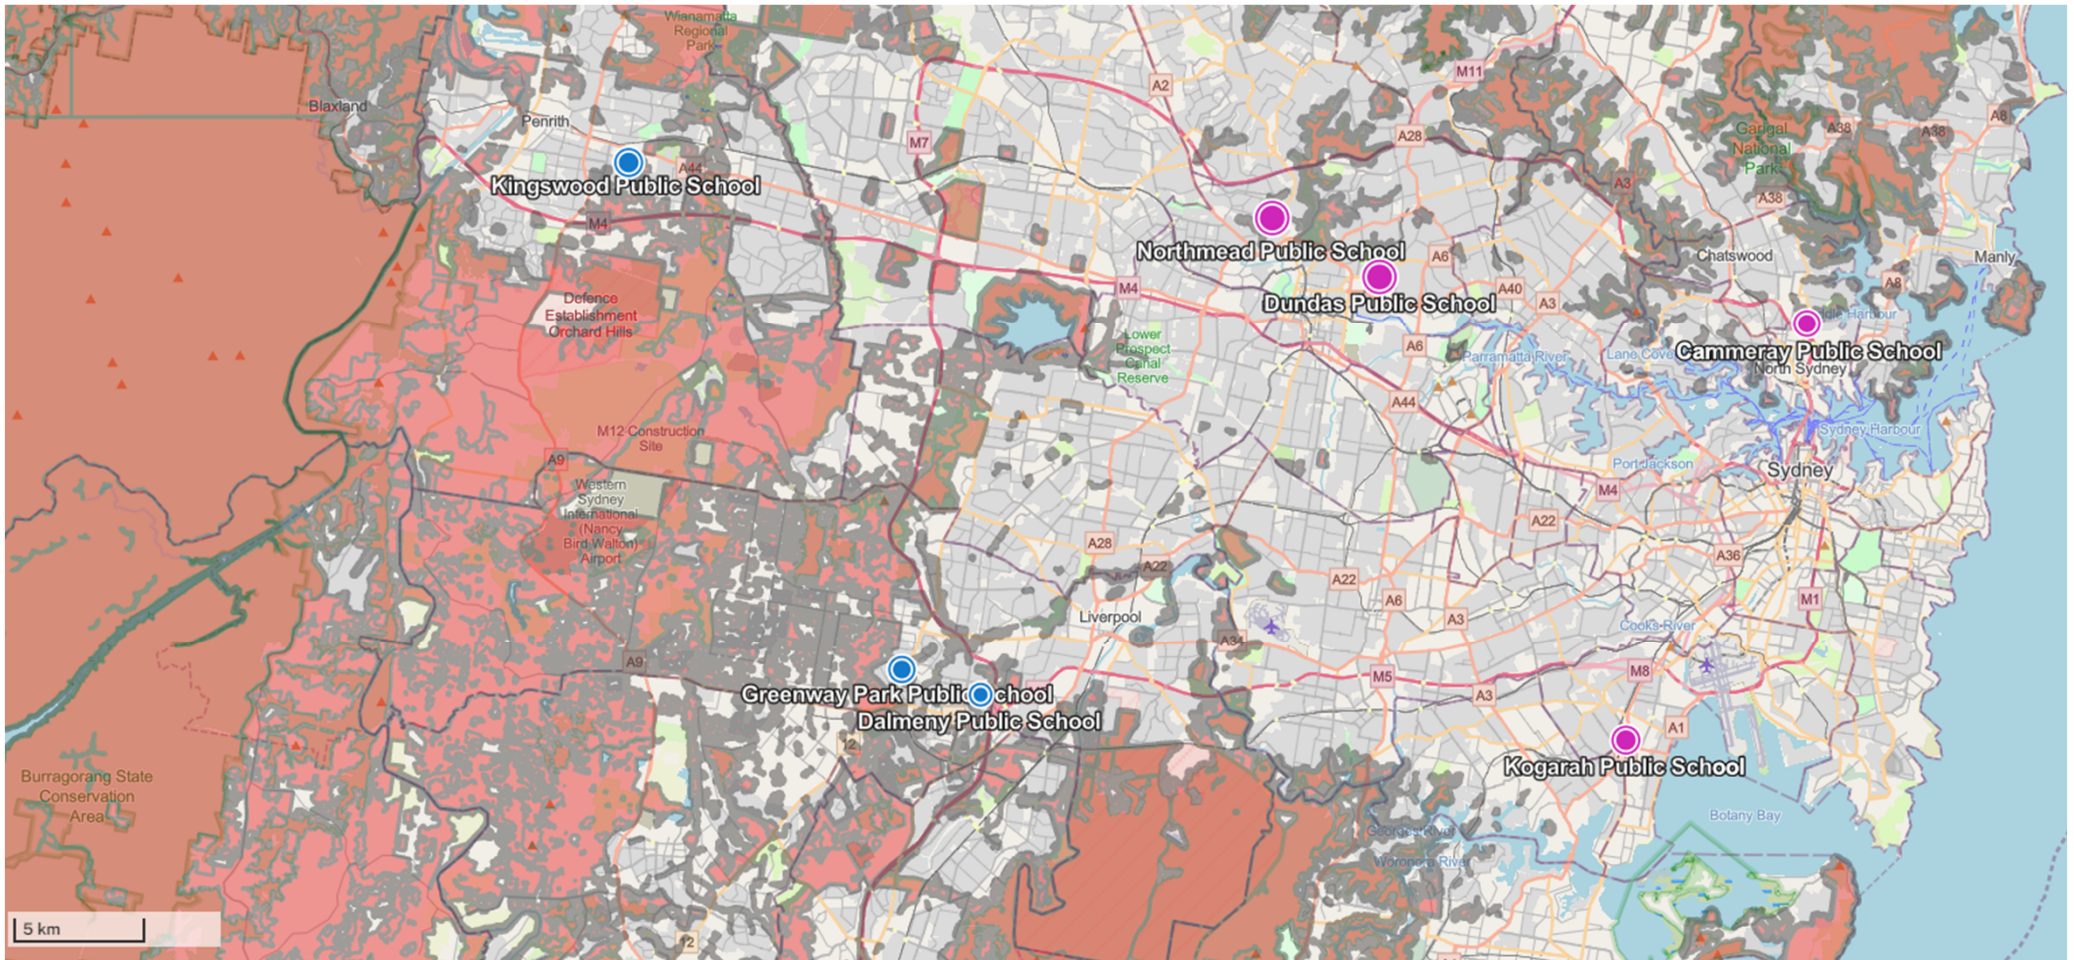 Wianamatta
Regional
Park
M11
A2
Blaxland
Penrith
A28
A38
A38
A8
M7
Garigal
National
Park
A44
Kingswood Public School
A3
A38
M4
Northmead Public School
A6
Chatswood
Manly
M4
A40
A3
A8
Defence
Establishment
Orchard Hills
Dundas Public School
Idle Harbour
Lower
Prospect
Canal
Reserve
A6
Parramatta River
Lane Cove
Cammeray Public School
North Sydney
A44
M12 Construction
Site
Sydney Harbour
A9
Port Jackson
Sydney
Western
Sydney
International
(Nancy
Bird Walton)
Airport
M4
A22
A28
A36
A22
A22
A6
M1
Liverpool
A3
Cooks River
A34
A9
M5
M8
Greenway Park Public School
A3
Dalmeny Public School
A1
12
Kogarah Public School
Burragorang State
Conservation
Area
Botany Bay
Georges River
Woronora River
5 km
12